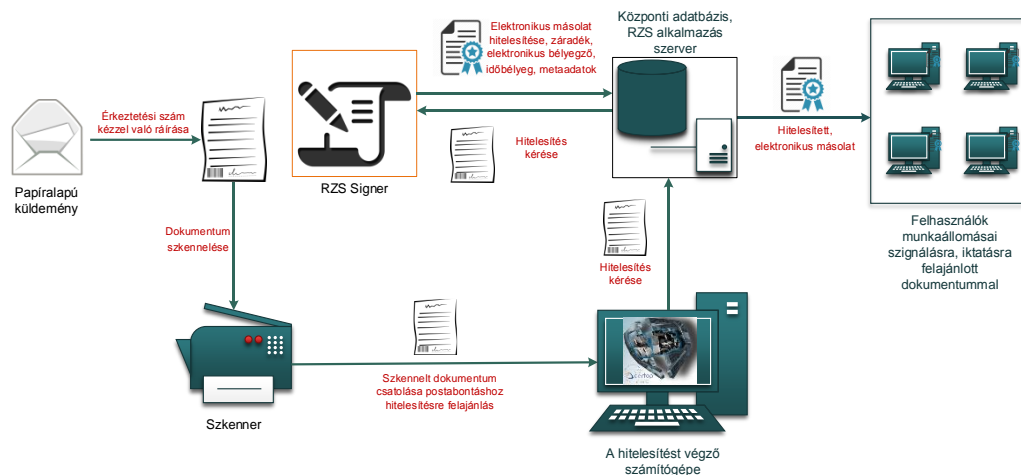 Elektronikus másolat
hitelesítése, záradék,
elektronikus bélyegző,
időbélyeg, metaadatok
Központi adatbázis,
RZS alkalmazás
szerver
Érkeztetési szám
kézzel való ráírása
Papíralapú
küldemény
RZS Signer
Hitelesítés
kérése
Hitelesített,
elektronikus másolat
Felhasználók
munkaállomásai
szignálásra, iktatásra
felajánlott
dokumentummal
Dokumentum
szkennelése
Hitelesítés
kérése
Szkenner
Szkennelt dokumentum
csatolása postabontáshoz
hitelesítésre felajánlás
A hitelesítést végző
számítógépe